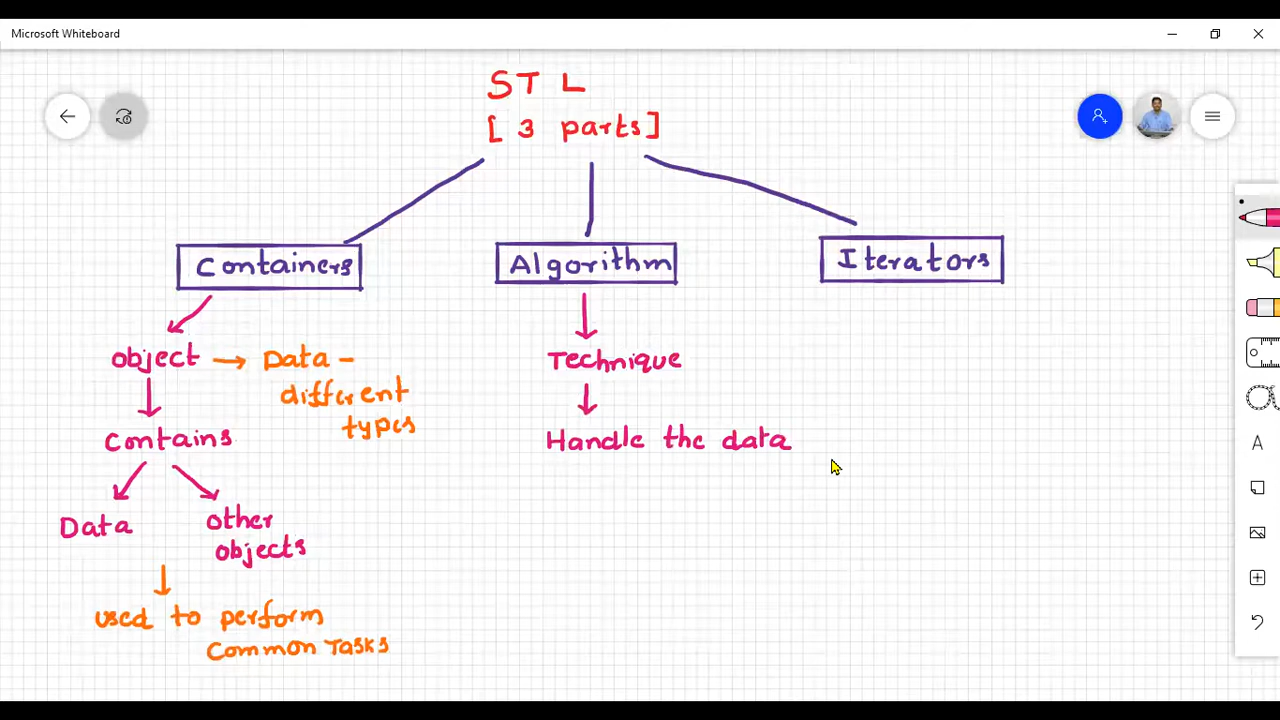 Microsoft Whiteboard
STL
[ 3 parts ]
Containers
Algorithm
Iterators
object → Data -
different
types
Contains
Data
other
objects
used to perform
Common Tasks
Technique
Handle the data
A